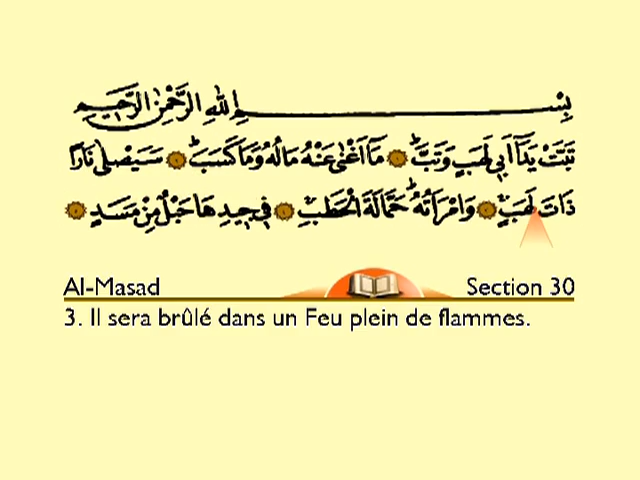 بِسْمِ اللهِ الرَّحْمٰنِ الرَّحِيمِ
تَبَّتْ يَدَآ اَبِي لَهَبٍ وَتَبَّ مَآ اَغْنٰى عَنْهُ مَالُهُ وَمَا كَسَبَ سَيَصْلٰى نَارًا
ذَاتَ لَهَبٍ وَامْرَاَتُهُ حَمَّالَةَ الْحَطَبِ فِي جِيدِهَا حَبْلٌ مِنْ مَسَدٍ
Al-Masad Section 30
3. Il sera brûlé dans un Feu plein de flammes.